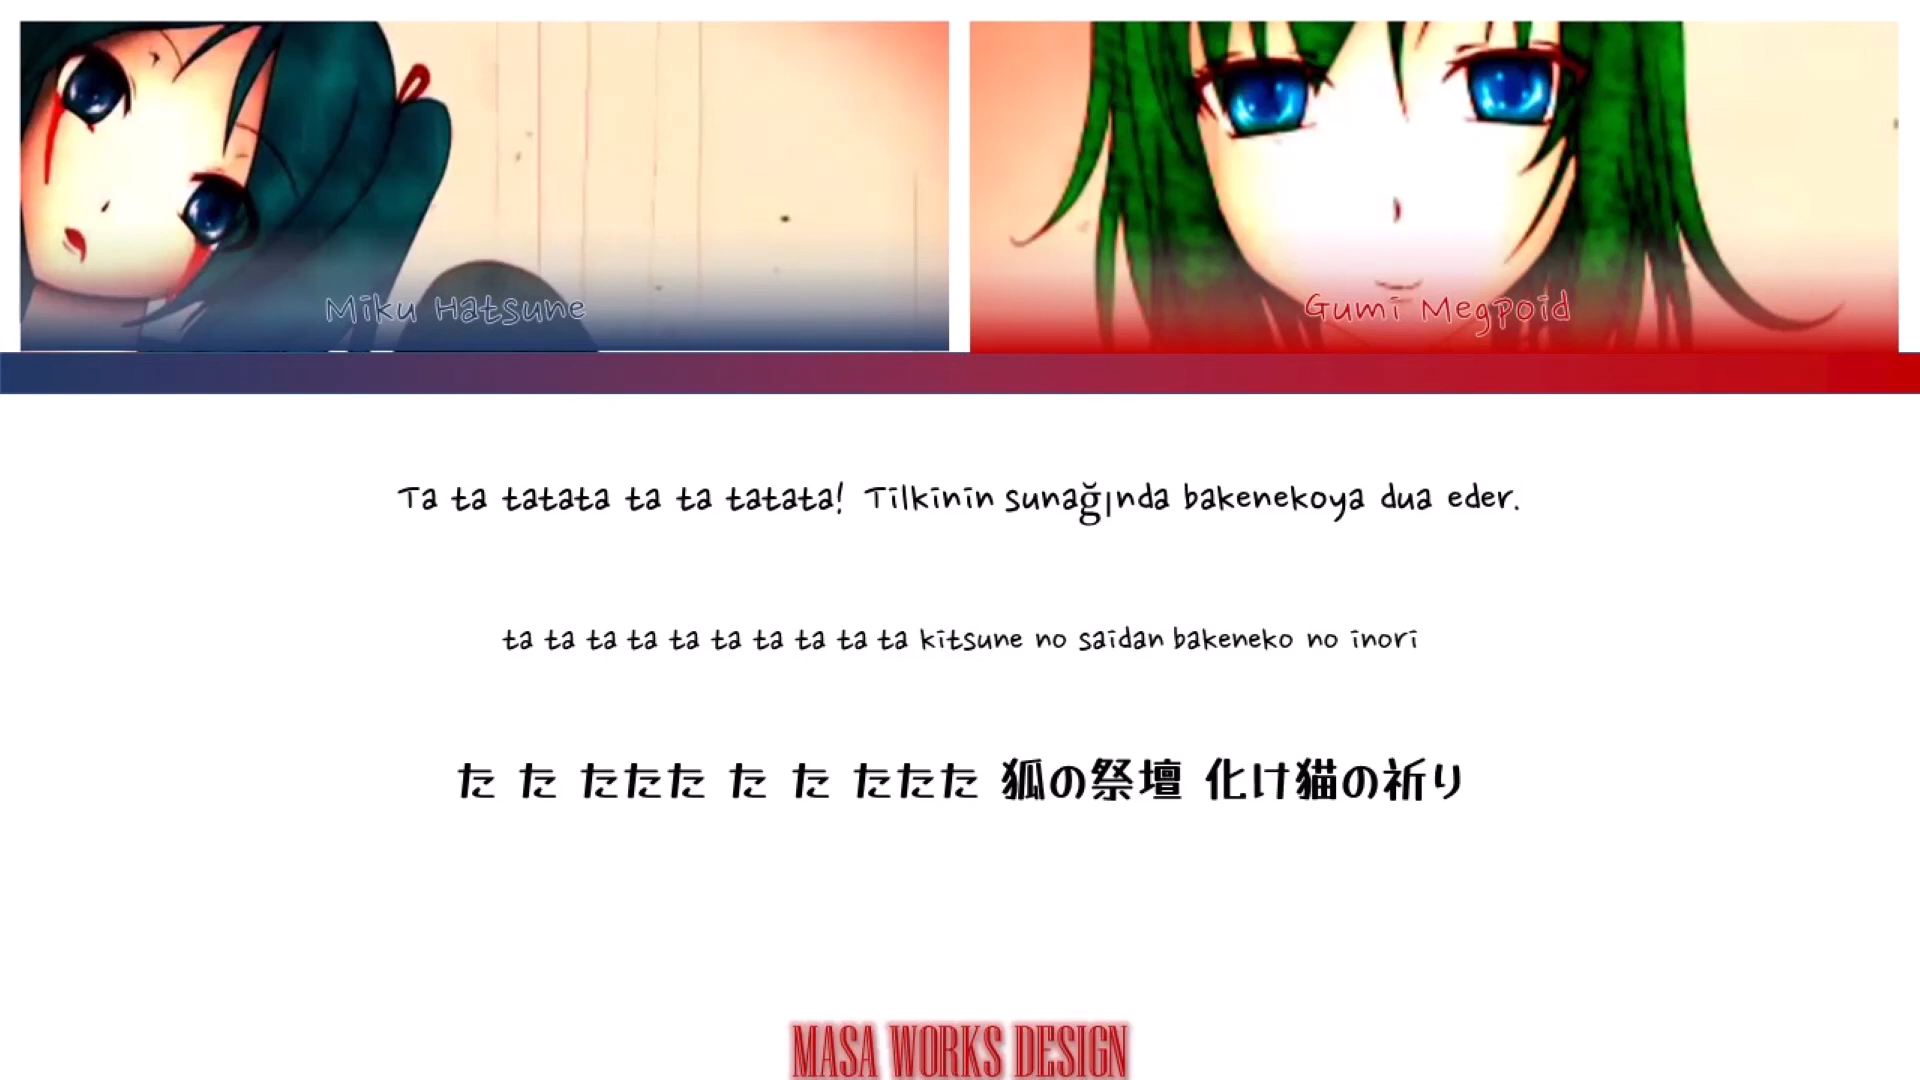 Miku Hatsune
Gumi Megpoid
Ta ta tatata ta ta tatata! Tilkinin sunağında bakenekoya dua eder.
ta ta ta ta ta ta ta ta ta ta kitsune no saidan bakeneko no inori
た た たたた た た たたた 狐の祭壇 化け猫の祈り
MASA WORKS DESIGN